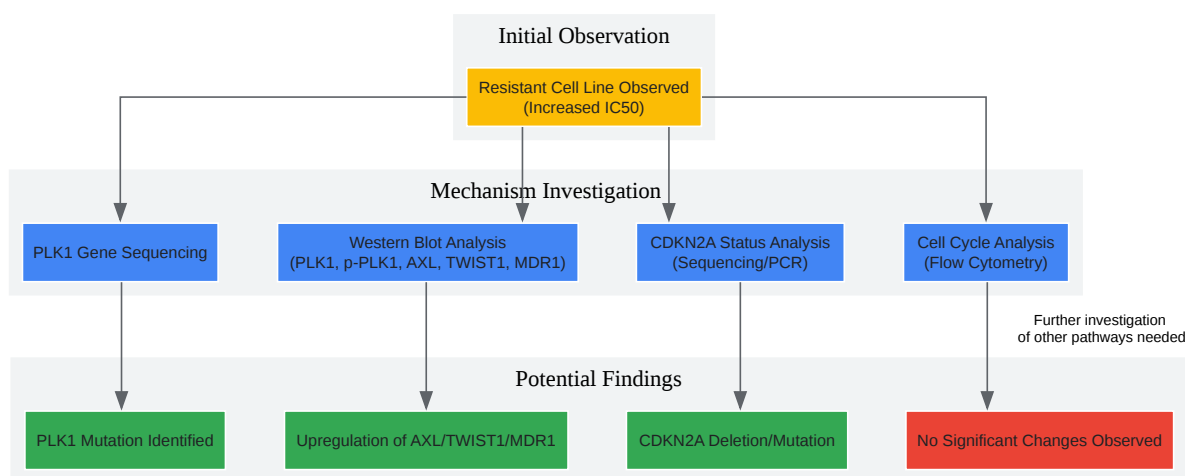 Initial Observation
Resistant Cell Line Observed
(Increased IC50)
Mechanism Investigation
PLK1 Gene Sequencing
Western Blot Analysis
(PLK1, p-PLK1, AXL, TWIST1, MDR1)
CDKN2A Status Analysis
(Sequencing/PCR)
Cell Cycle Analysis
(Flow Cytometry)
Further investigation
of other pathways needed
Potential Findings
PLK1 Mutation Identified
Upregulation of AXL/TWIST1/MDR1
CDKN2A Deletion/Mutation
No Significant Changes Observed